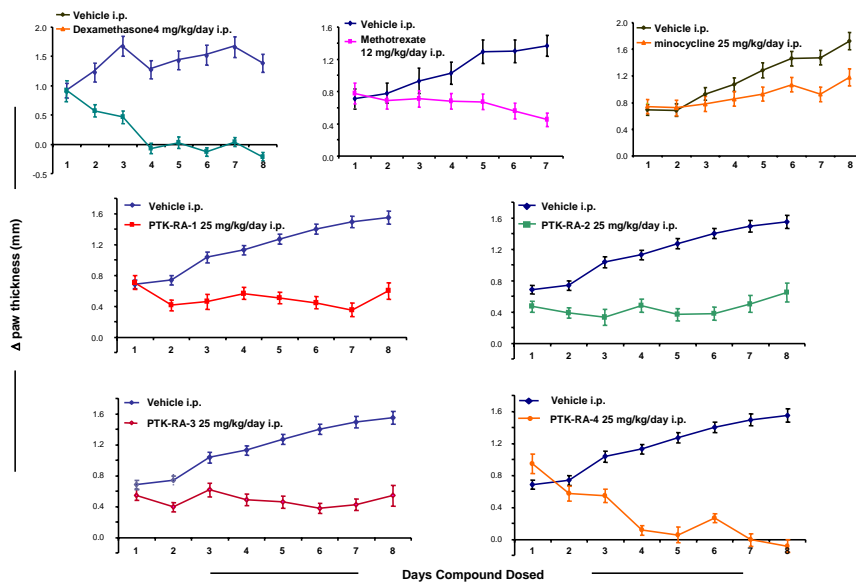 Vehicle i.p.
Dexamethasone4 mg/kg/day i.p.
2.0
1.5
1.0
0.5
0.0
-0.5
1 2 3 4 5 6 7 8
Vehicle i.p.
Methotrexate
12 mg/kg/day i.p.
2.0
1.6
1.2
0.8
0.4
0.0
1 2 3 4 5 6 7
Vehicle i.p.
minocycline 25 mg/kg/day i.p.
2.0
1.6
1.2
0.8
0.4
0.0
1 2 3 4 5 6 7 8
Δ paw thickness (mm)
Vehicle i.p.
PTK-RA-1 25 mg/kg/day i.p.
1.6
1.2
0.8
0.4
0.0
1 2 3 4 5 6 7 8
Vehicle i.p.
PTK-RA-2 25 mg/kg/day i.p.
1.6
1.2
0.8
0.4
0.0
1 2 3 4 5 6 7 8
Vehicle i.p.
PTK-RA-3 25 mg/kg/day i.p.
1.6
1.2
0.8
0.4
0.0
1 2 3 4 5 6 7 8
Vehicle i.p.
PTK-RA-4 25 mg/kg/day i.p.
1.6
1.2
0.8
0.4
0.0
1 2 3 4 5 6 7 8
Days Compound Dosed